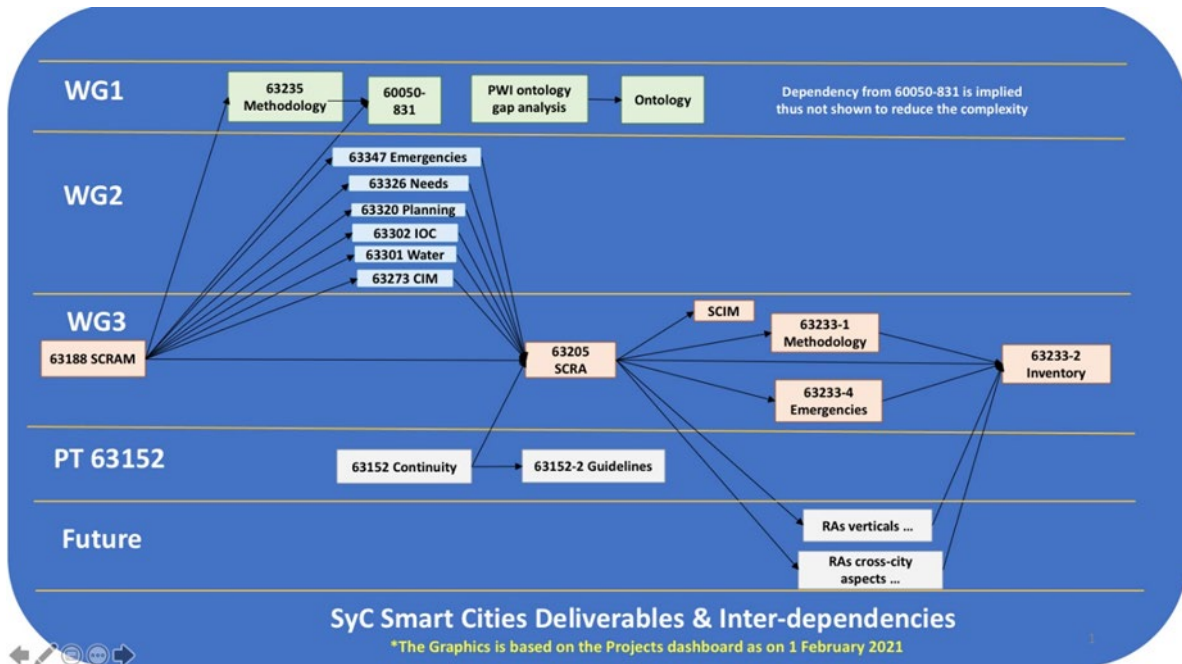 WG1
63235
Methodology
60050-
831
PWI ontology
gap analysis
Ontology
Dependency from 60050-831 is implied
thus not shown to reduce the complexity
WG2
63347 Emergencies
63326 Needs
63320 Planning
63302 IOC
63301 Water
63273 CIM
WG3
63188 SCRAM
63205
SCRA
SCIM
63233-1
Methodology
63233-4
Emergencies
63233-2
Inventory
PT 63152
63152 Continuity
63152-2 Guidelines
Future
RAs verticals ...
RAs cross-city
aspects ...
SyC Smart Cities Deliverables & Inter-dependencies
*The Graphics is based on the Projects dashboard as on 1 February 2021
1